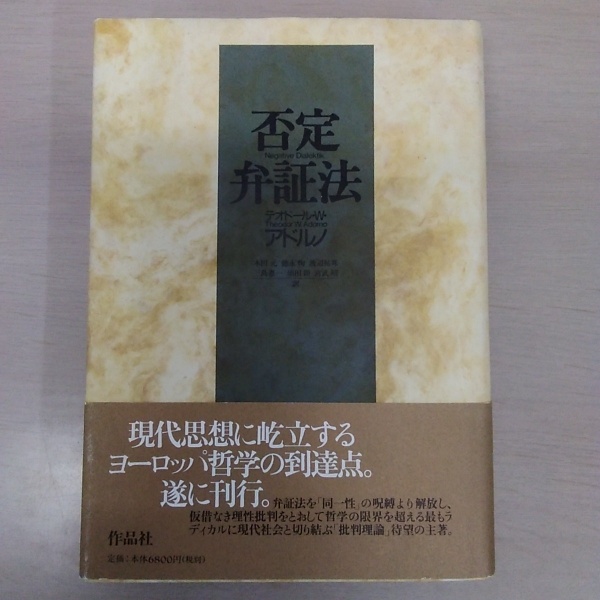 否定
Negative Dialektik
弁証法
テオドール・W・
Theodor W. Adorno
アドルノ
訳
現代思想に屹立する
ヨーロッパ哲学の到達点。
遂に刊行。
弁証法を「同一性」の呪縛より解放し、
仮借なき理性批判をとおして哲学の限界を超える最もラ
ディカルに現代社会と切り結ぶ「批判理論」待望の主著。
作品社
定価:本体6800円(税別)